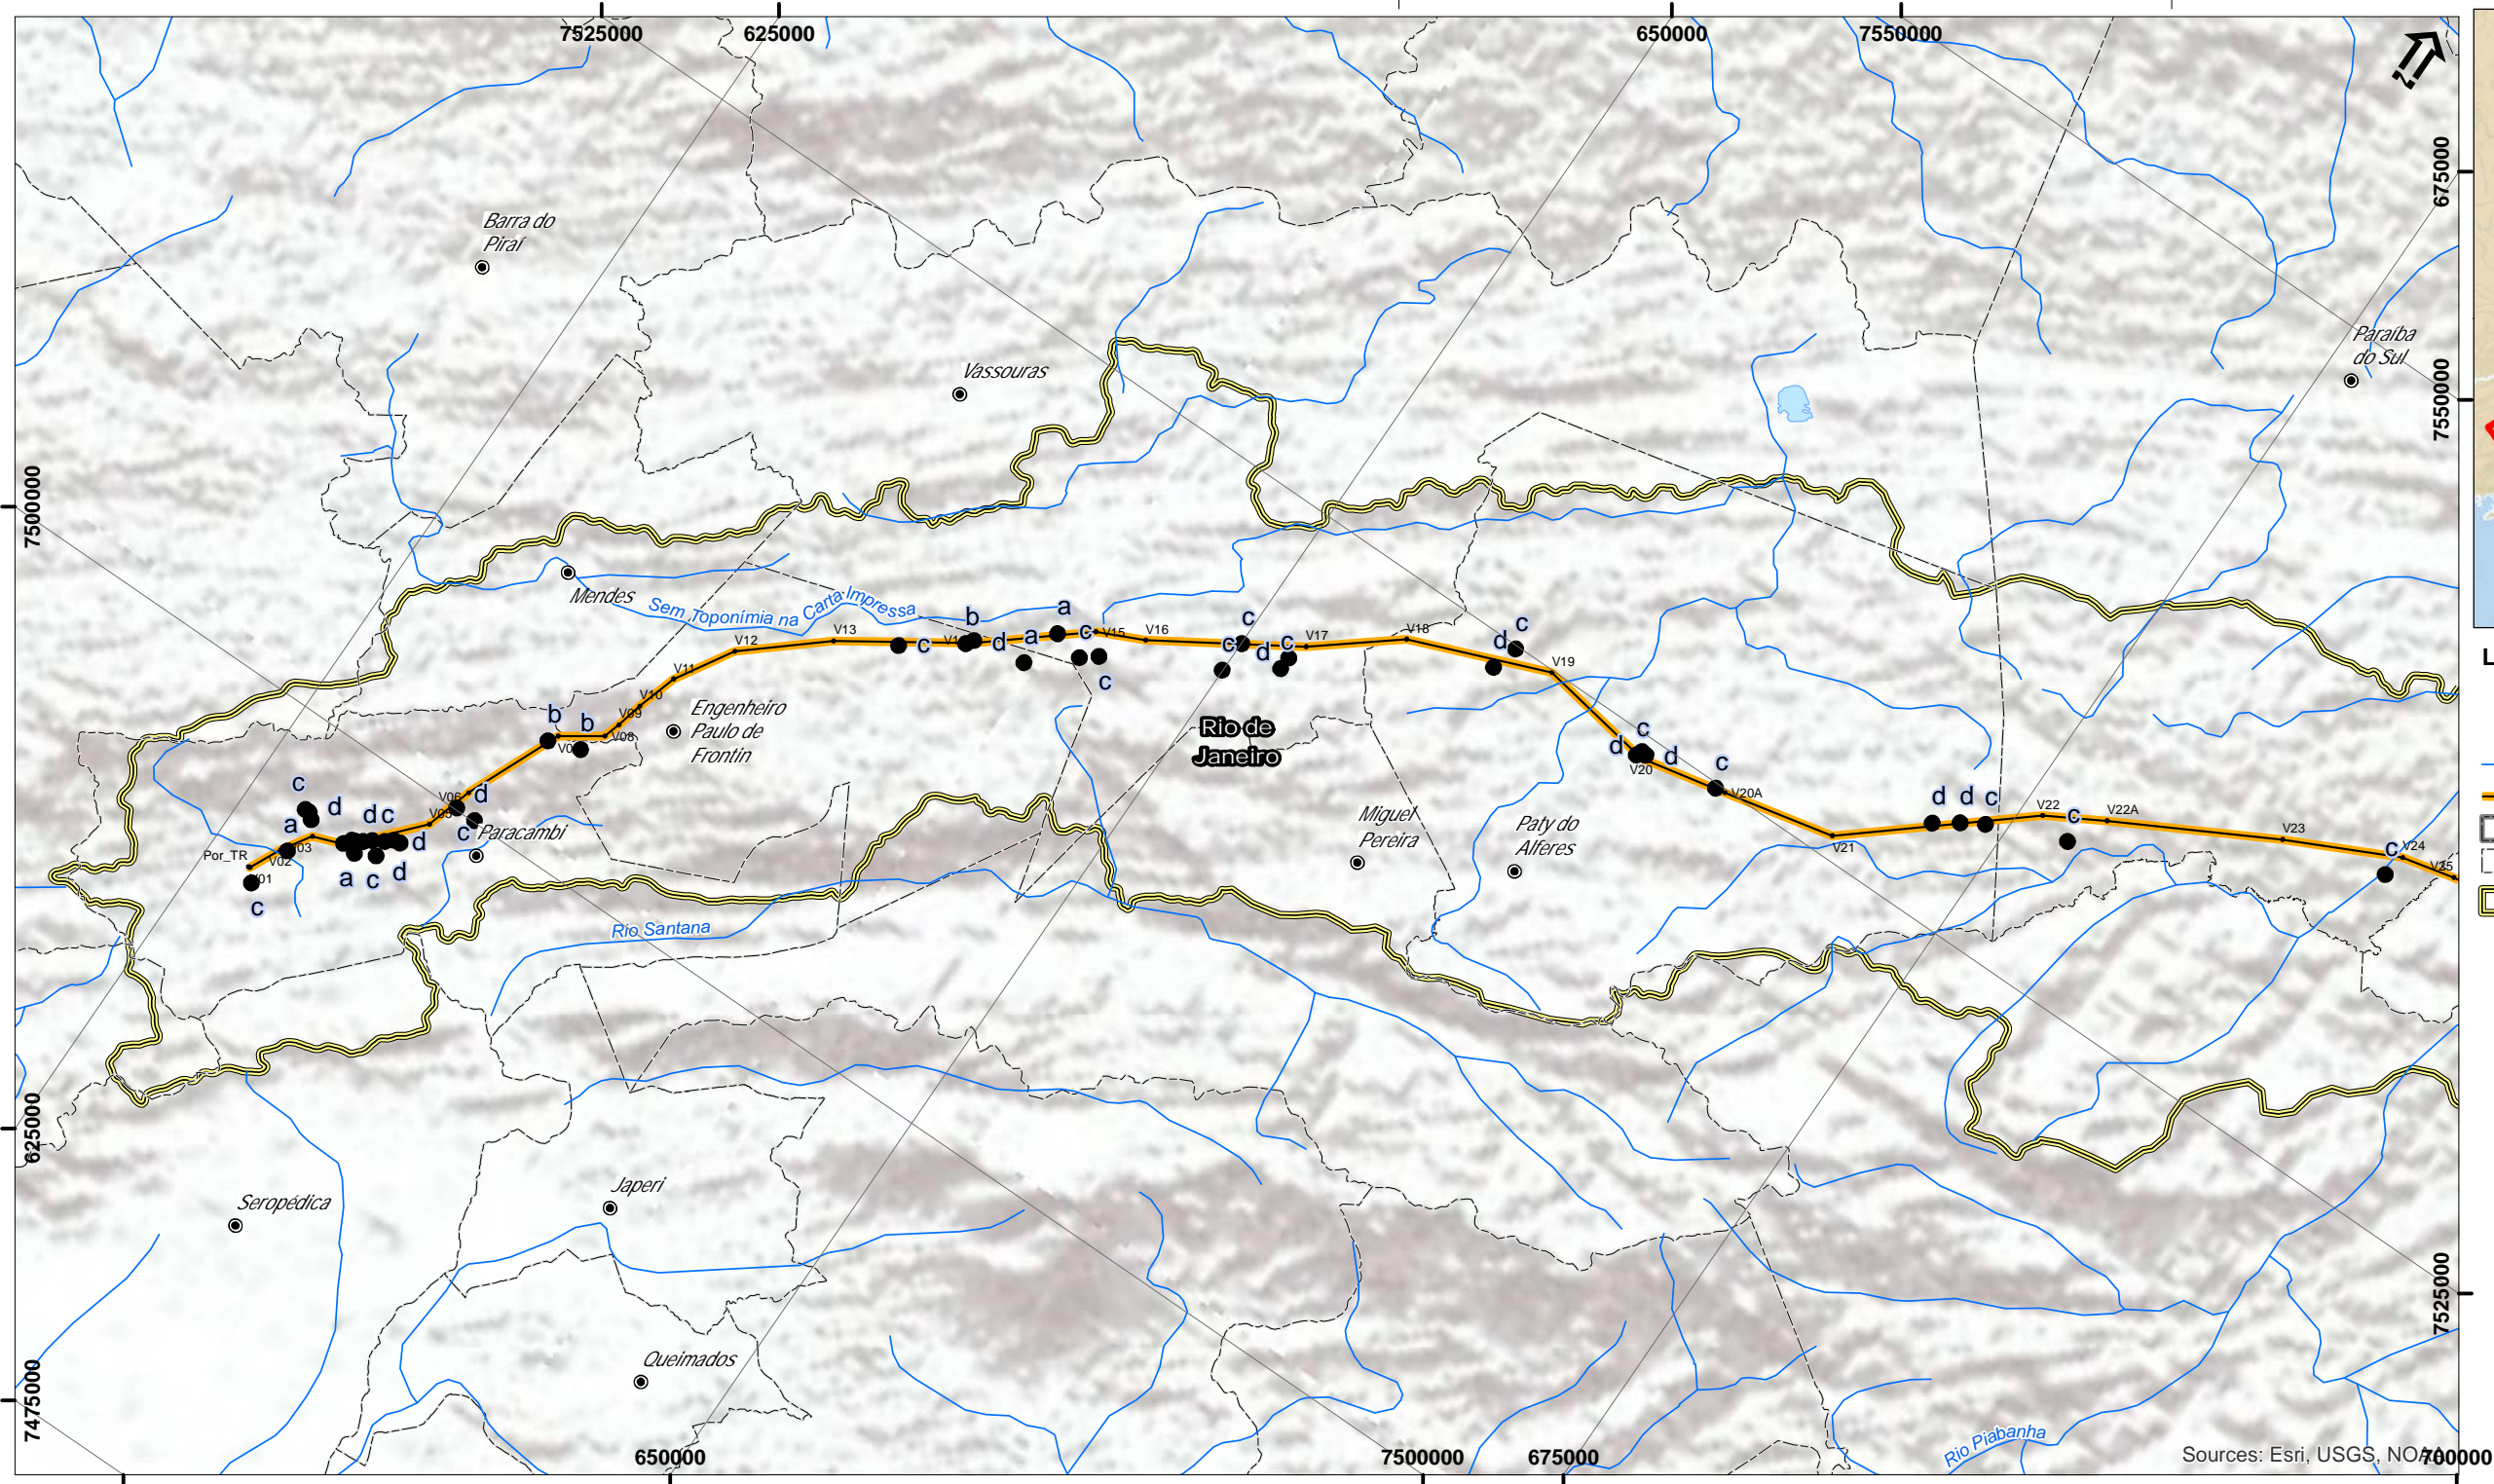 7525000
625000
650000
7550000
N
675000
Barra do
Piraí
Paraíba
do Sul
Vassouras
7550000
7500000
Mendes
Sem Toponímia na Carta Impressa
b
a
c
c
V12
V13
c
d
a
c
V15
V16
c
d
c
V17
V18
d
c
V19
c
V11
V10
V09
V08
b
b
Engenheiro
Paulo de
Frontin
Rio de
Janeiro
d
c
d
V20
c
V20A
c
d
a
d
c
d
V06
d
c
Paracambi
Por_TR
V02
V01
c
a
c
d
Miguel
Pereira
Paty do
Alferes
V21
d
d
c
V22
c
V22A
V23
c
V24
V25
L
Rio Santana
625000
Seropédica
Japeri
7525000
Queimados
7475000
650000
7500000
675000
Rio Piabanha
Sources: Esri, USGS, NOAA
700000